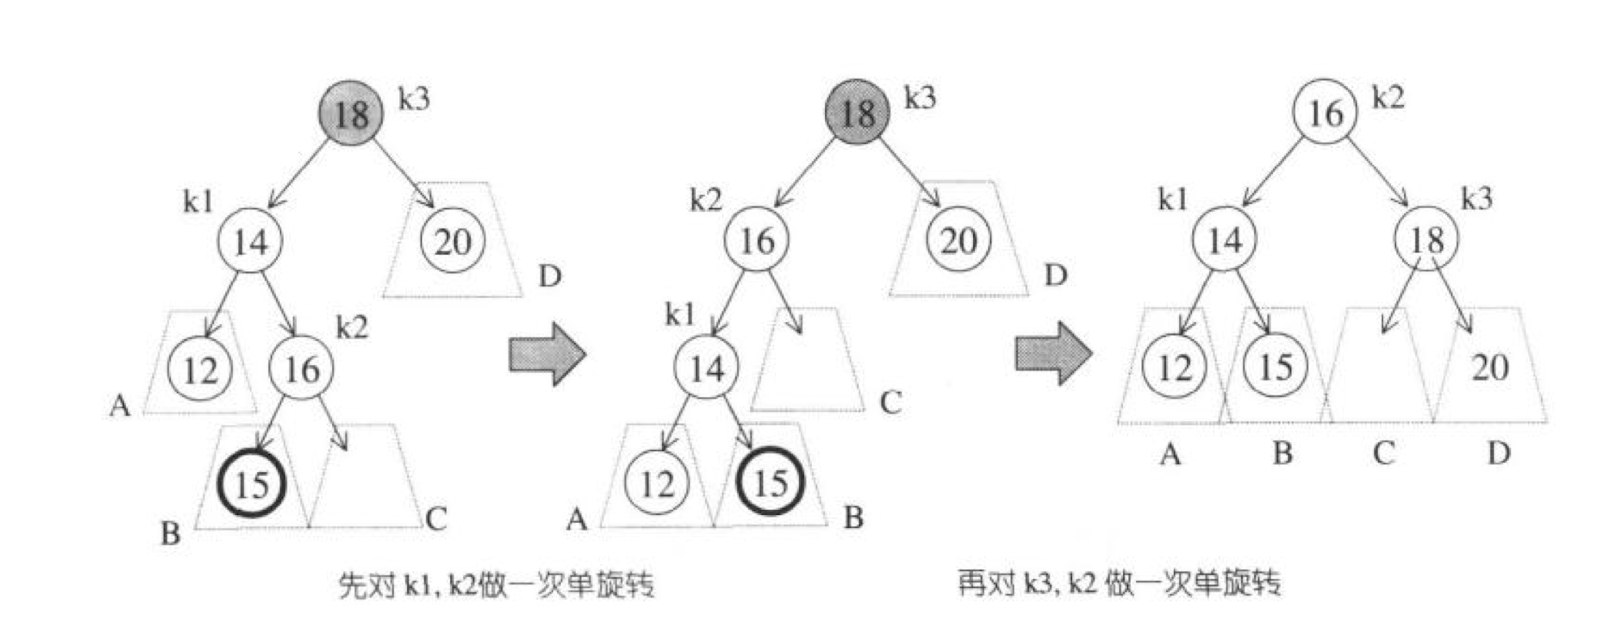 18 k3
k1
14 20
D
12 16 k2
A
15
B C
18 k3
k2
16 20
D
k1
14
C
12 15
A B
16 k2
k1 k3
14 18
12 15 20
A B C D
先对 k1, k2做一次单旋转
再对 k3, k2 做一次单旋转